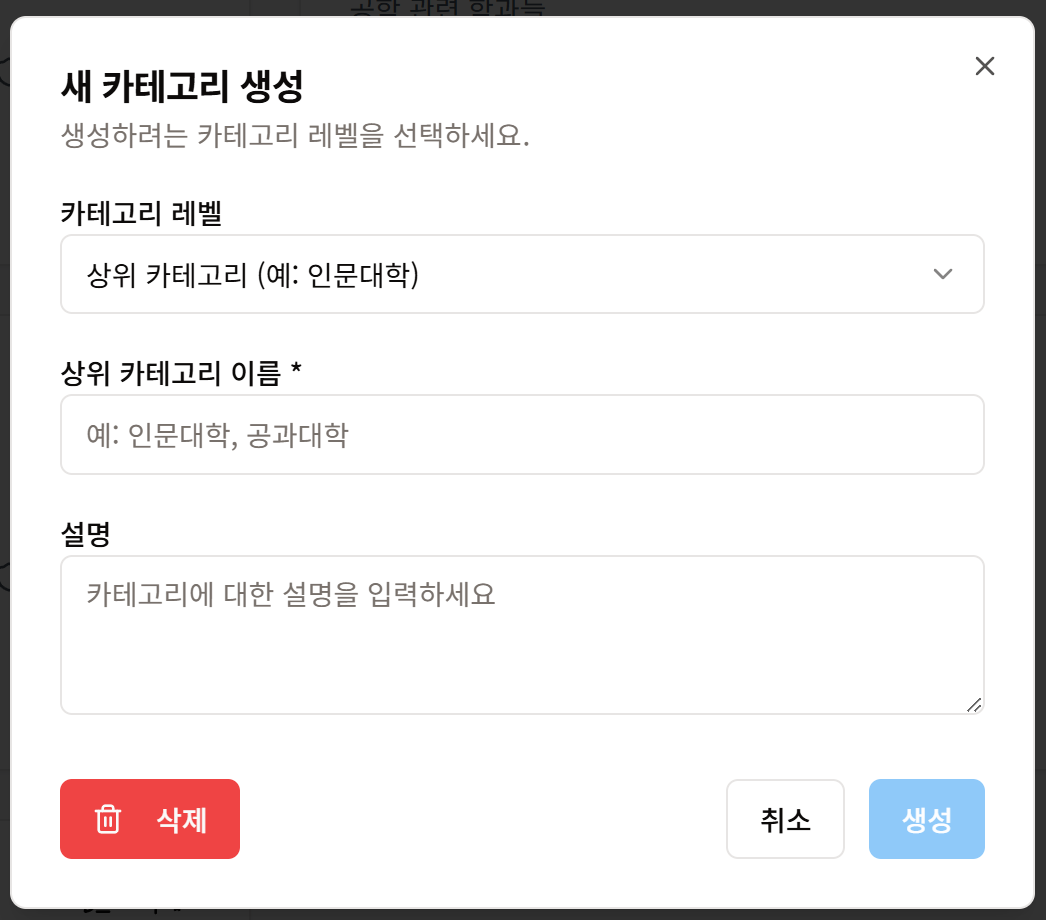 새 카테고리 생성
생성하려는 카테고리 레벨을 선택하세요.
카테고리 레벨
상위 카테고리 (예: 인문대학)
상위 카테고리 이름 *
예: 인문대학, 공과대학
설명
카테고리에 대한 설명을 입력하세요
삭제
취소
생성